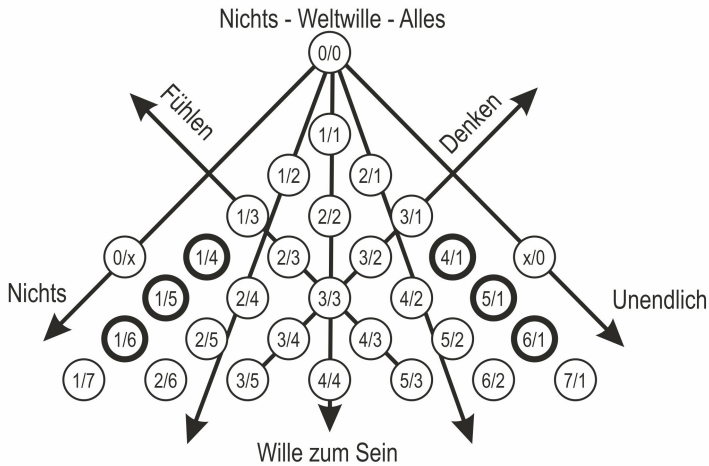 Nichts - Weltwille - Alles
0/0
Fühlen
Denken
1/1
1/2 2/1
1/3 2/2 3/1
0/x 1/4 2/3 3/2 4/1 x/0
Nichts 1/5 2/4 3/3 4/2 5/1 Unendlich
1/6 2/5 3/4 4/3 5/2 6/1
1/7 2/6 3/5 4/4 5/3 6/2 7/1
Wille zum Sein